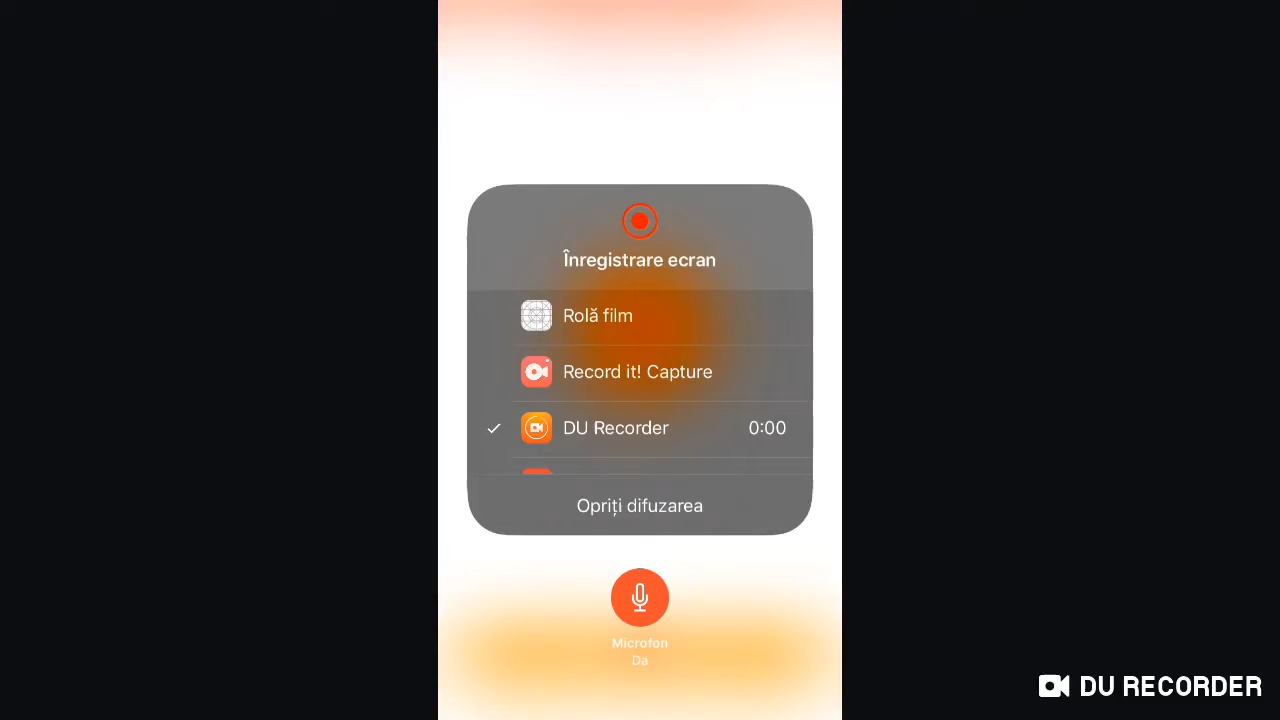 Înregistrare ecran
Rolă film
Record it! Capture
DU Recorder 0:00
Opriți difuzarea
Microfon
Da
DU RECORDER